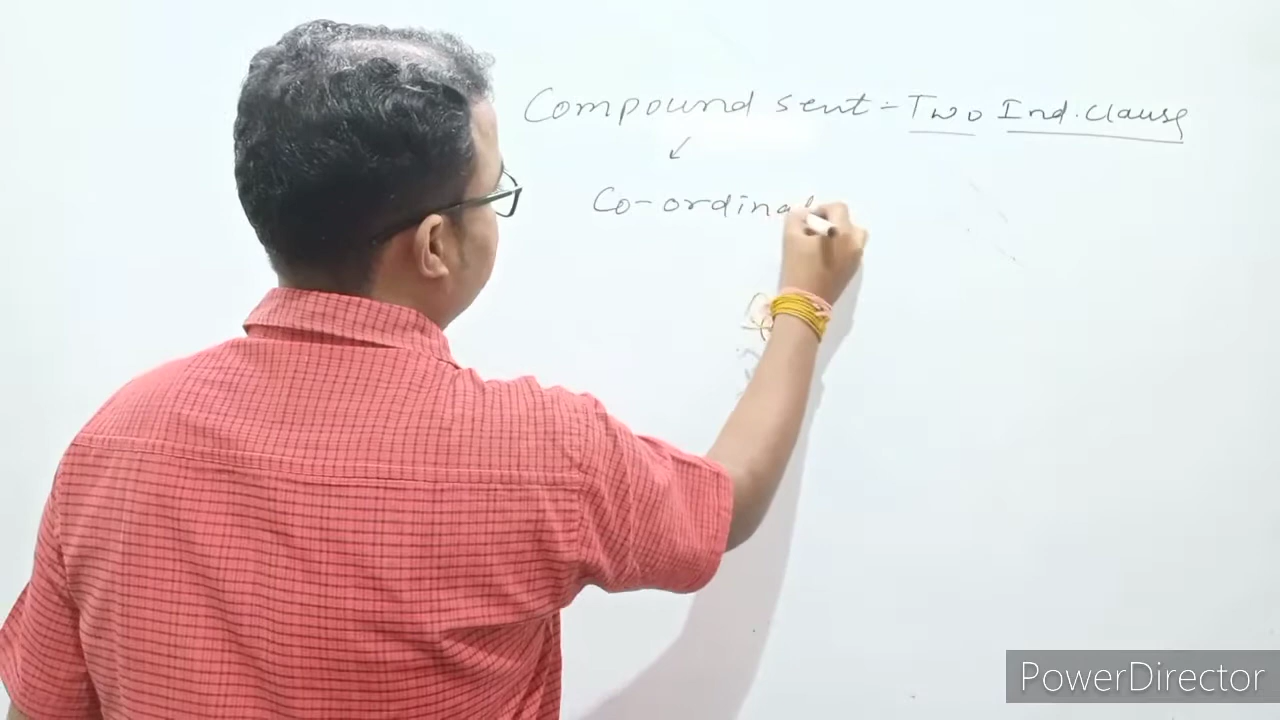 Compound sent = Two Ind. Clause
Co-ordinat
PowerDirector